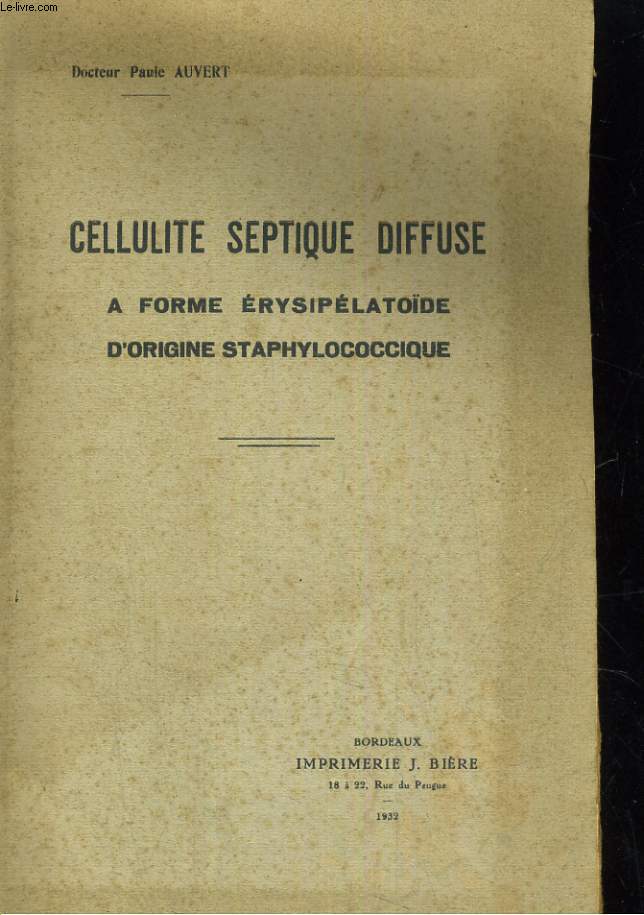 Le-livre.com
Docteur Paule AUVERT
CELLULITE SEPTIQUE DIFFUSE
A FORME ÉRYSIPÉLATOÏDE
D'ORIGINE STAPHYLOCOCCIQUE
BORDEAUX
IMPRIMERIE J. BIÈRE
18 à 22, Rue du Peugue
1932